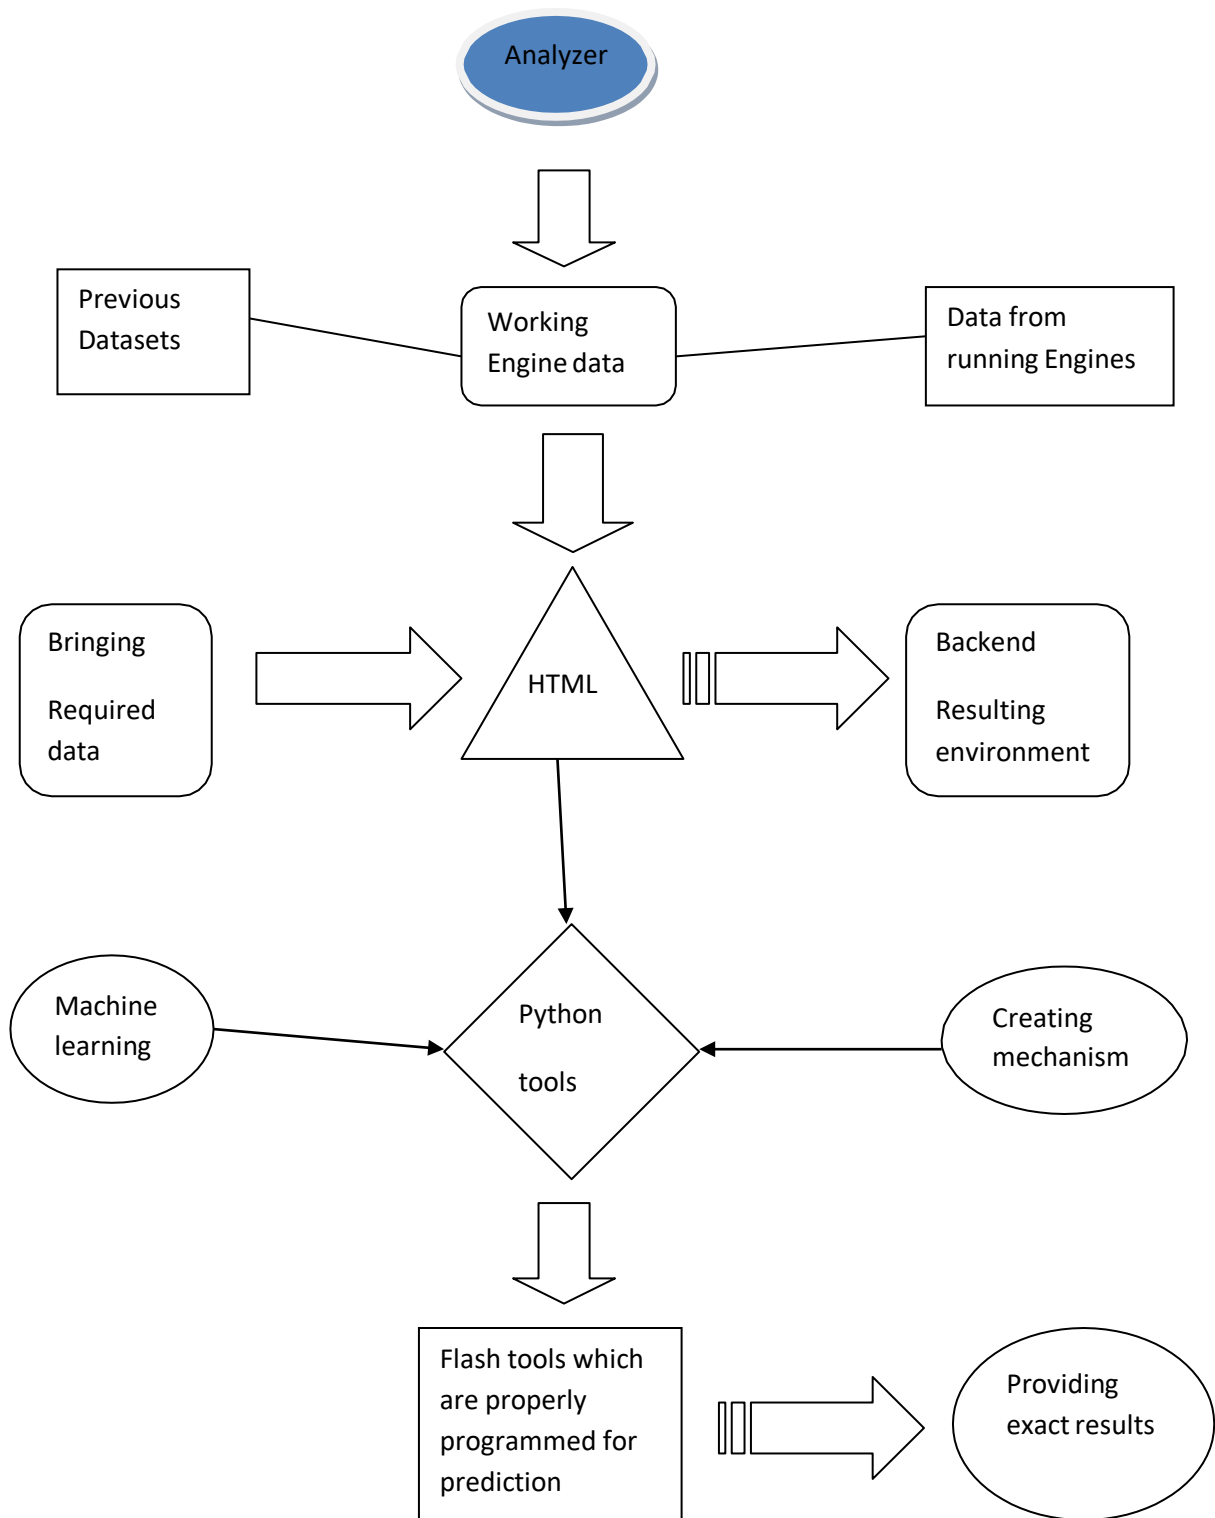 Analyzer
Previous
Datasets
Working
Engine data
Data from
running Engines
Bringing
Required
data
HTML
Backend
Resulting
environment
Machine
learning
Python
tools
Creating
mechanism
Flash tools which
are properly
programmed for
prediction
Providing
exact results